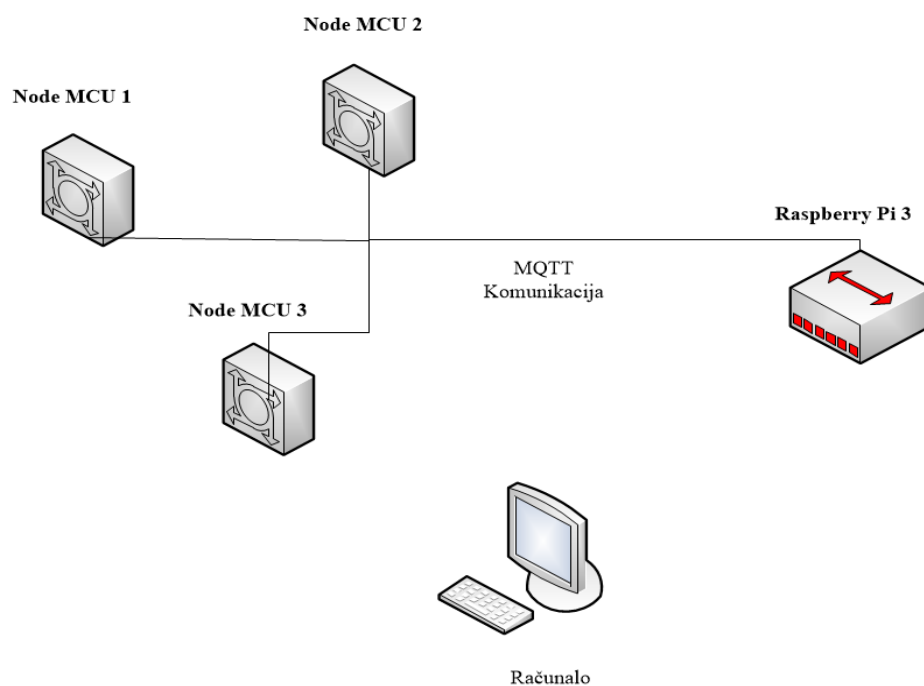 Node MCU 2
Node MCU 1
Raspberry Pi 3
MQTT
Komunikacija
Node MCU 3
Računalo